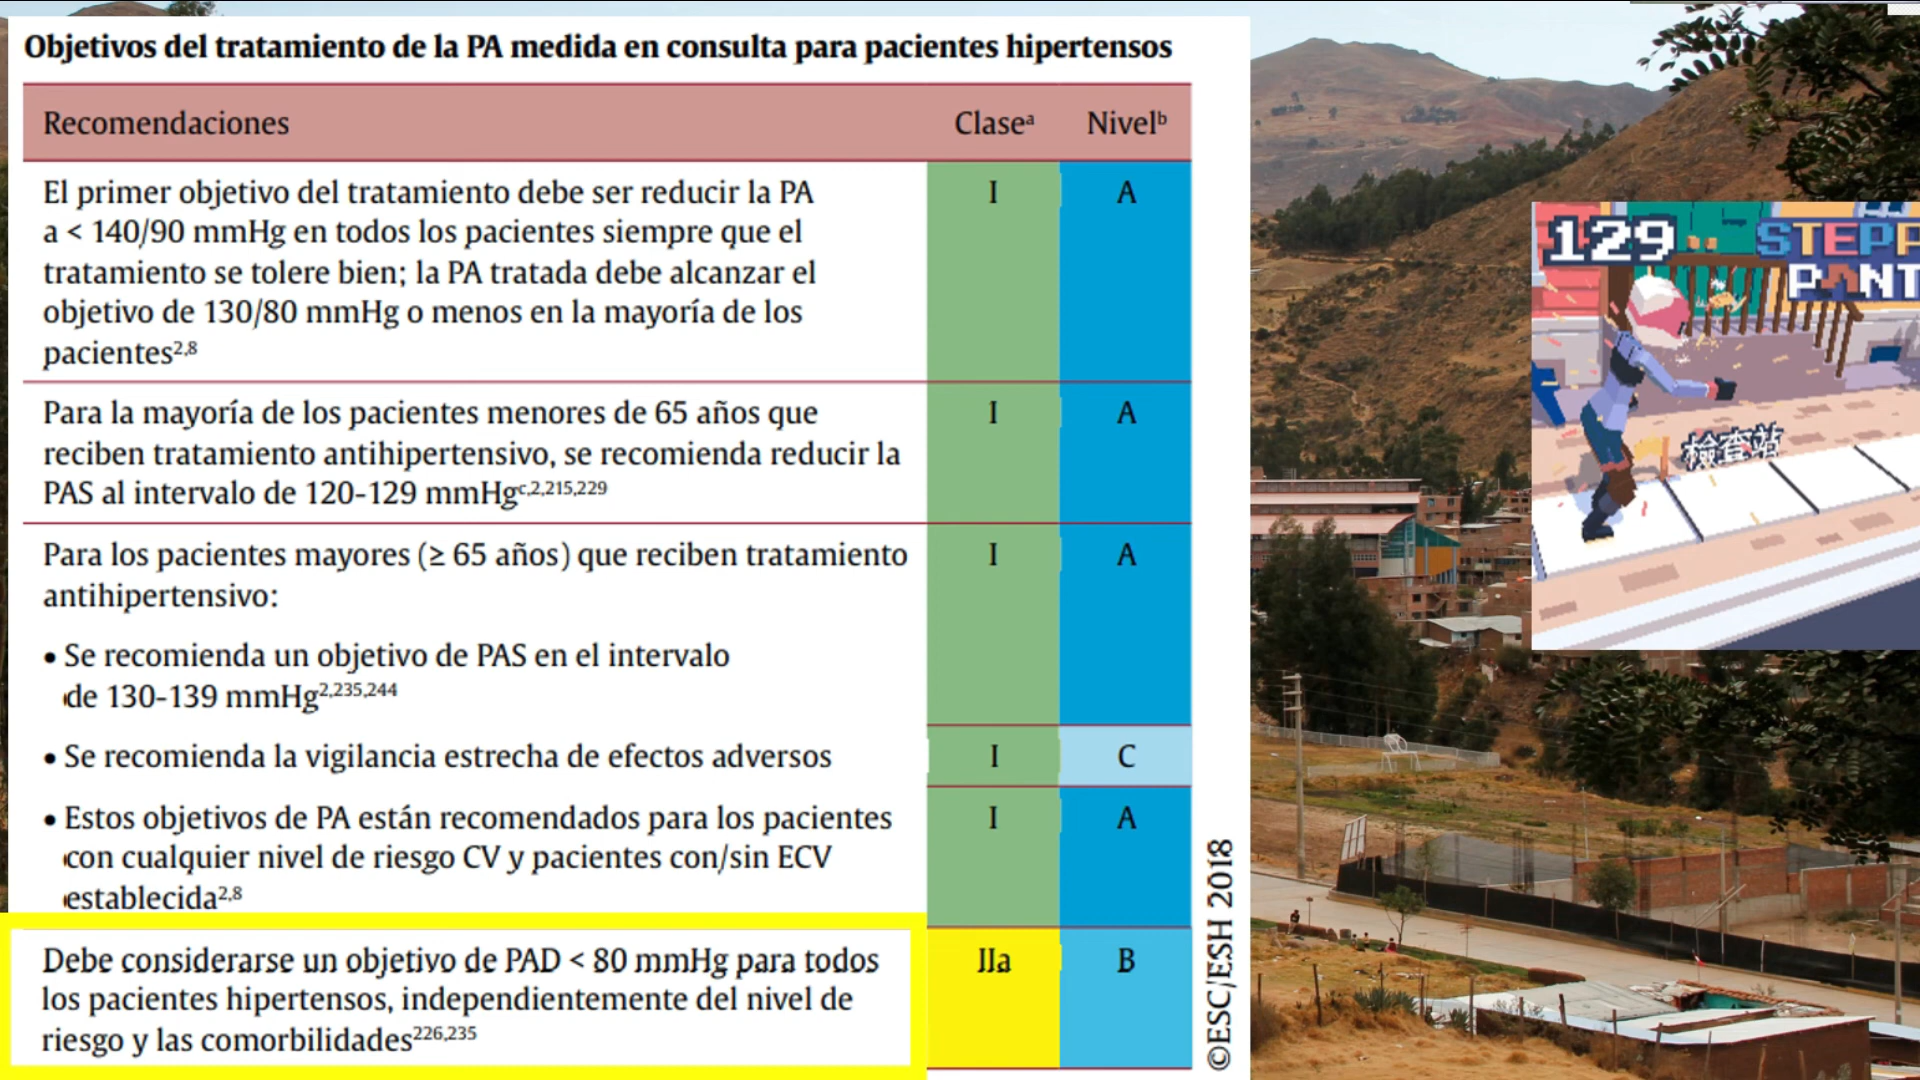 Objetivos del tratamiento de la PA medida en consulta para pacientes hipertensos
Recomendaciones Clasea Nivelb
El primer objetivo del tratamiento debe ser reducir la PA I A
a < 140/90 mmHg en todos los pacientes siempre que el
tratamiento se tolere bien; la PA tratada debe alcanzar el
objetivo de 130/80 mmHg o menos en la mayoría de los
pacientes2,8
Para la mayoría de los pacientes menores de 65 años que I A
reciben tratamiento antihipertensivo, se recomienda reducir la
PAS al intervalo de 120-129 mmHgc,2,215,229
Para los pacientes mayores (≥ 65 años) que reciben tratamiento I A
antihipertensivo:
• Se recomienda un objetivo de PAS en el intervalo
de 130-139 mmHg2,235,244
• Se recomienda la vigilancia estrecha de efectos adversos I C
• Estos objetivos de PA están recomendados para los pacientes I A
con cualquier nivel de riesgo CV y pacientes con/sin ECV
establecida2,8
Debe considerarse un objetivo de PAD < 80 mmHg para todos IIa B
los pacientes hipertensos, independientemente del nivel de
riesgo y las comorbilidades226,235
©ESC/ESH 2018
129
STEPP
PANT
檢查站